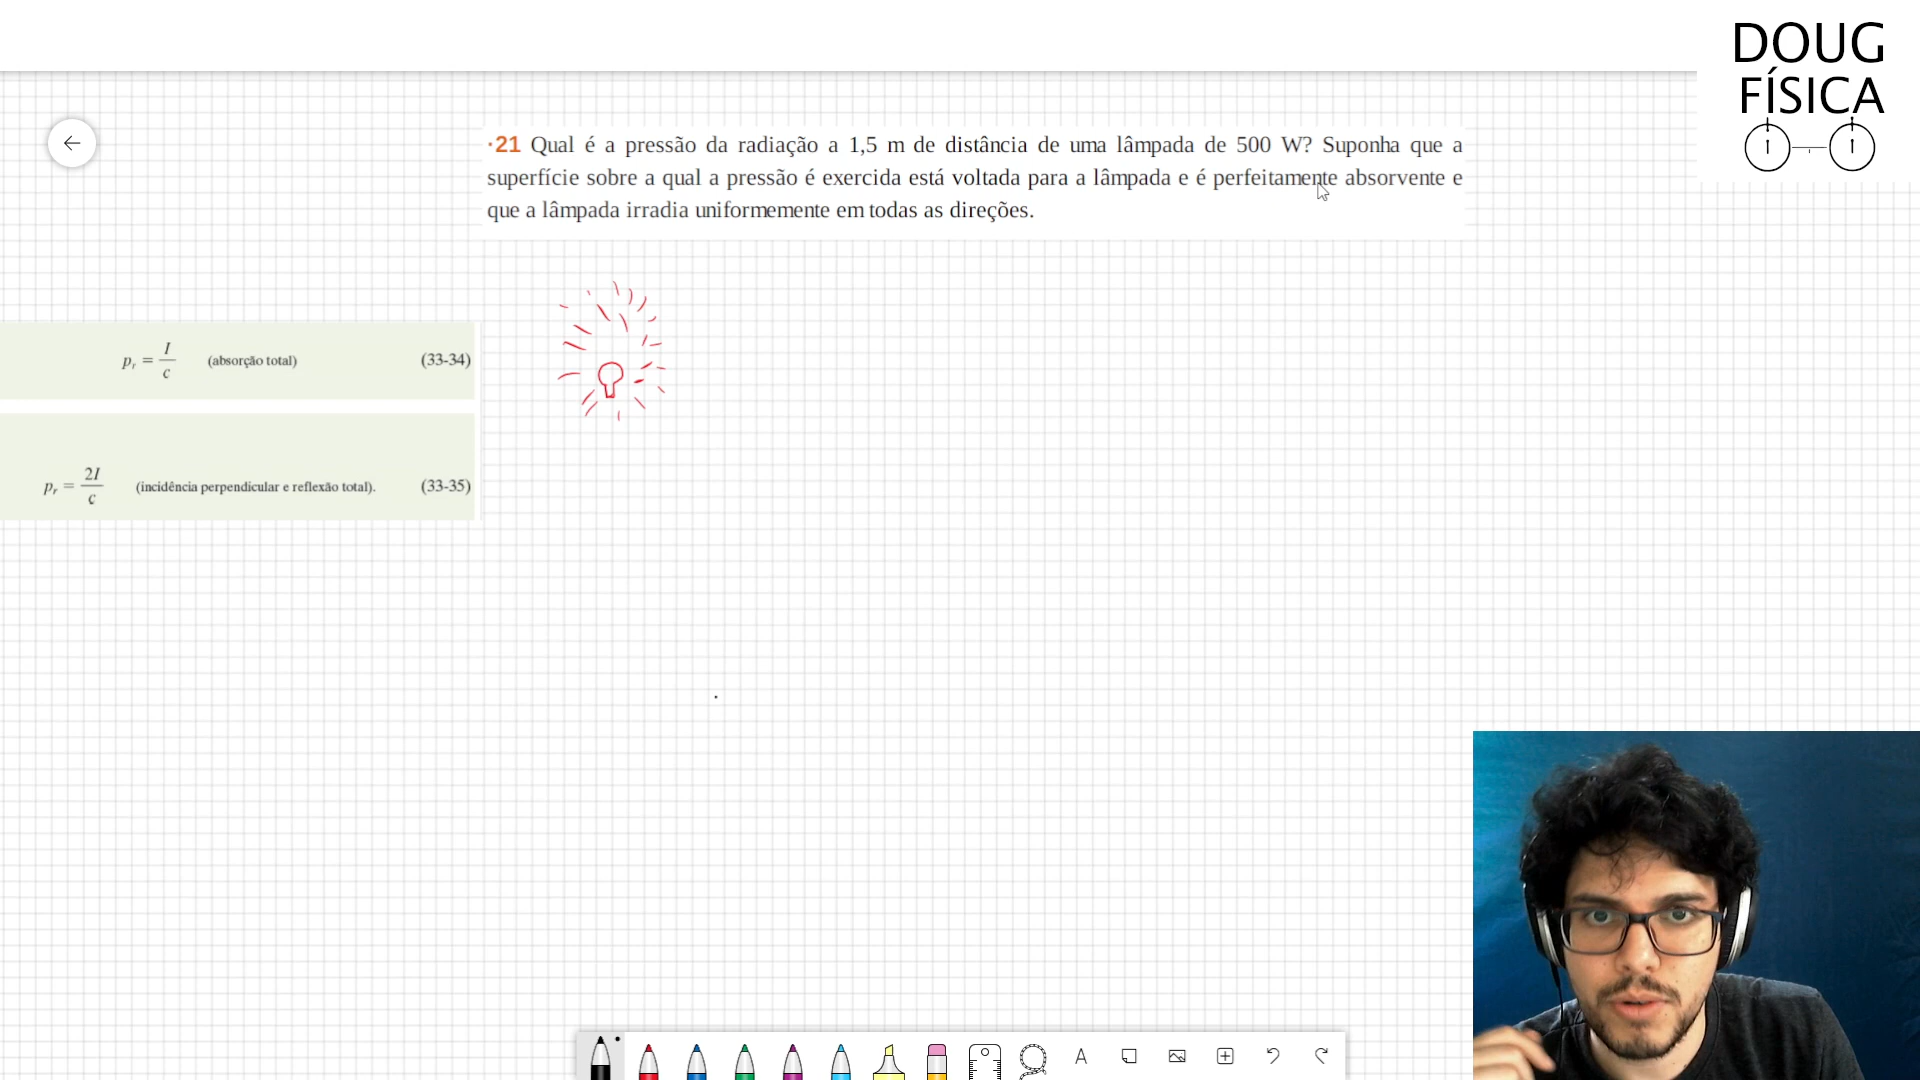 DOUG
FÍSICA
·21 Qual é a pressão da radiação a 1,5 m de distância de uma lâmpada de 500 W? Suponha que a
superfície sobre a qual a pressão é exercida está voltada para a lâmpada e é perfeitamente absorvente e
que a lâmpada irradia uniformemente em todas as direções.
p_r = I/c (absorção total) (33-34)
p_r = 2I/c (incidência perpendicular e reflexão total). (33-35)
A